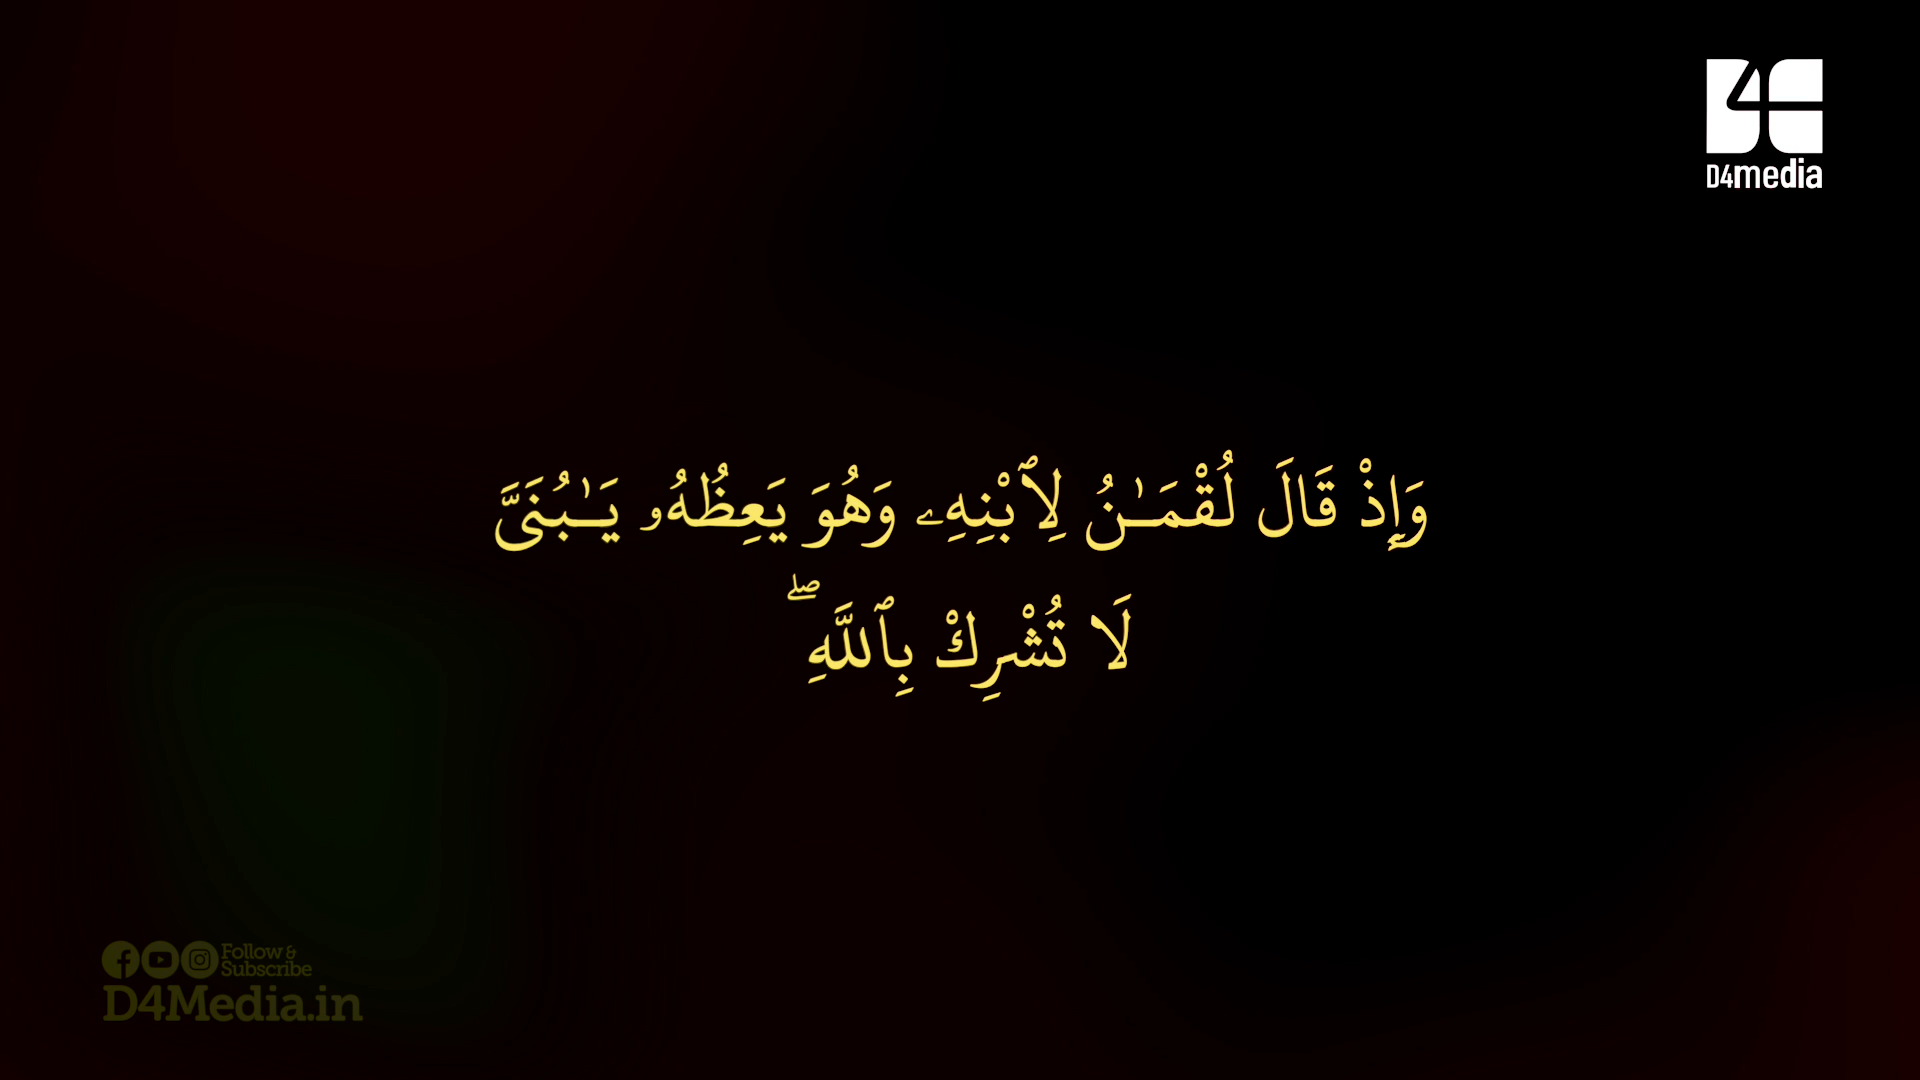 D4media
وَإِذْ قَالَ لُقْمَـٰنُ لِٱبْنِهِۦ وَهُوَ يَعِظُهُۥ يَـٰبُنَىَّ
لَا تُشْرِكْ بِٱللَّهِ ۖ
Follow &
Subscribe
D4Media.in